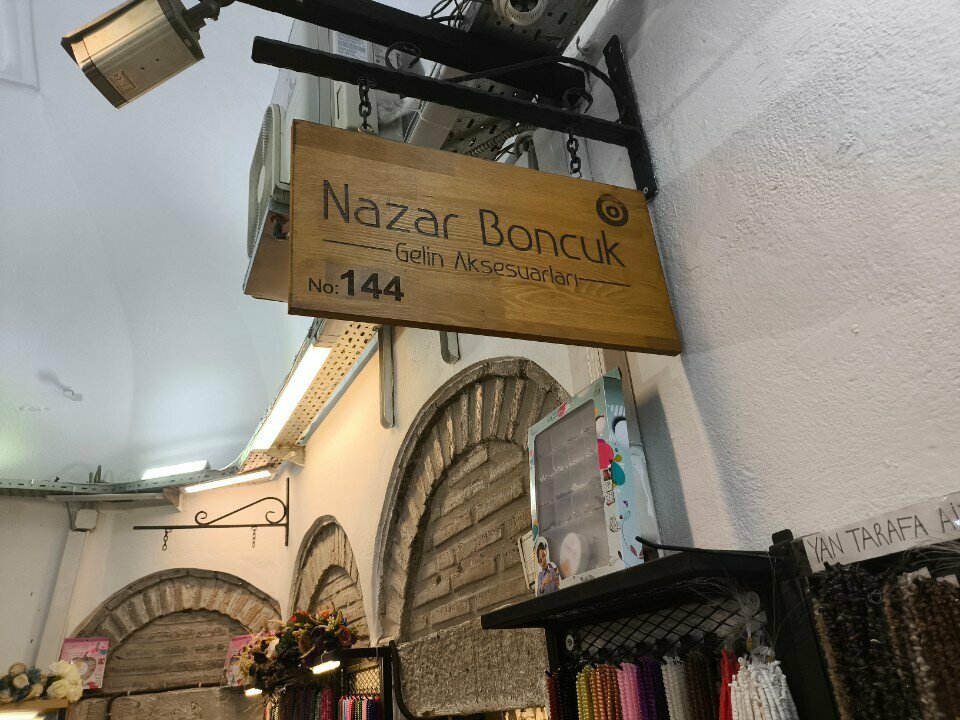 Nazar Boncuk
Gelin Aksesuarları
No:144
YAN TARAFA